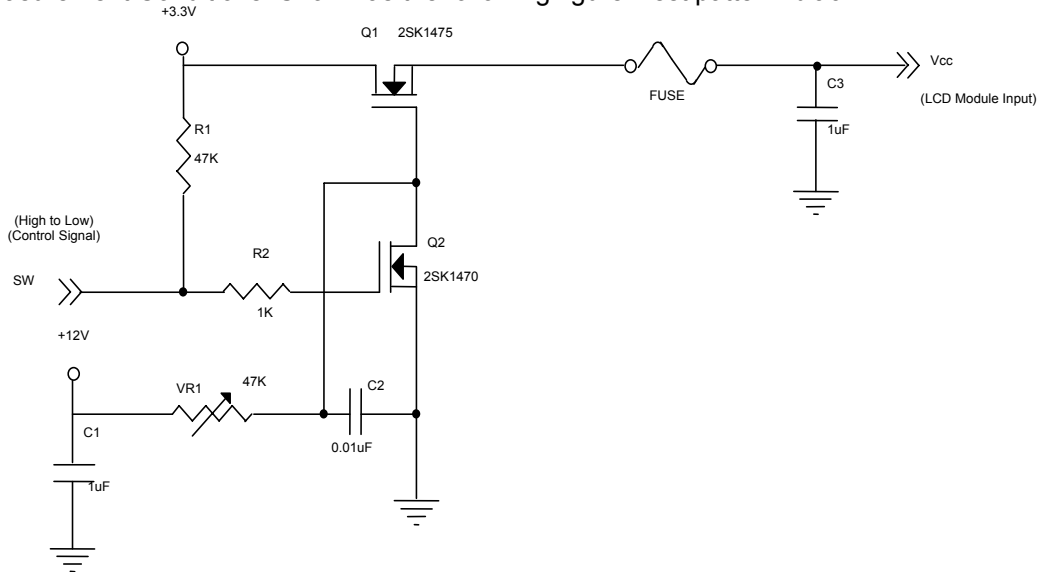 +3.3V
Q1 2SK1475
Vcc
FUSE
C3
(LCD Module Input)
1uF
R1
47K
(High to Low)
(Control Signal)
Q2
R2
SW
2SK1470
1K
+12V
VR1
47K
C2
C1
0.01uF
1uF